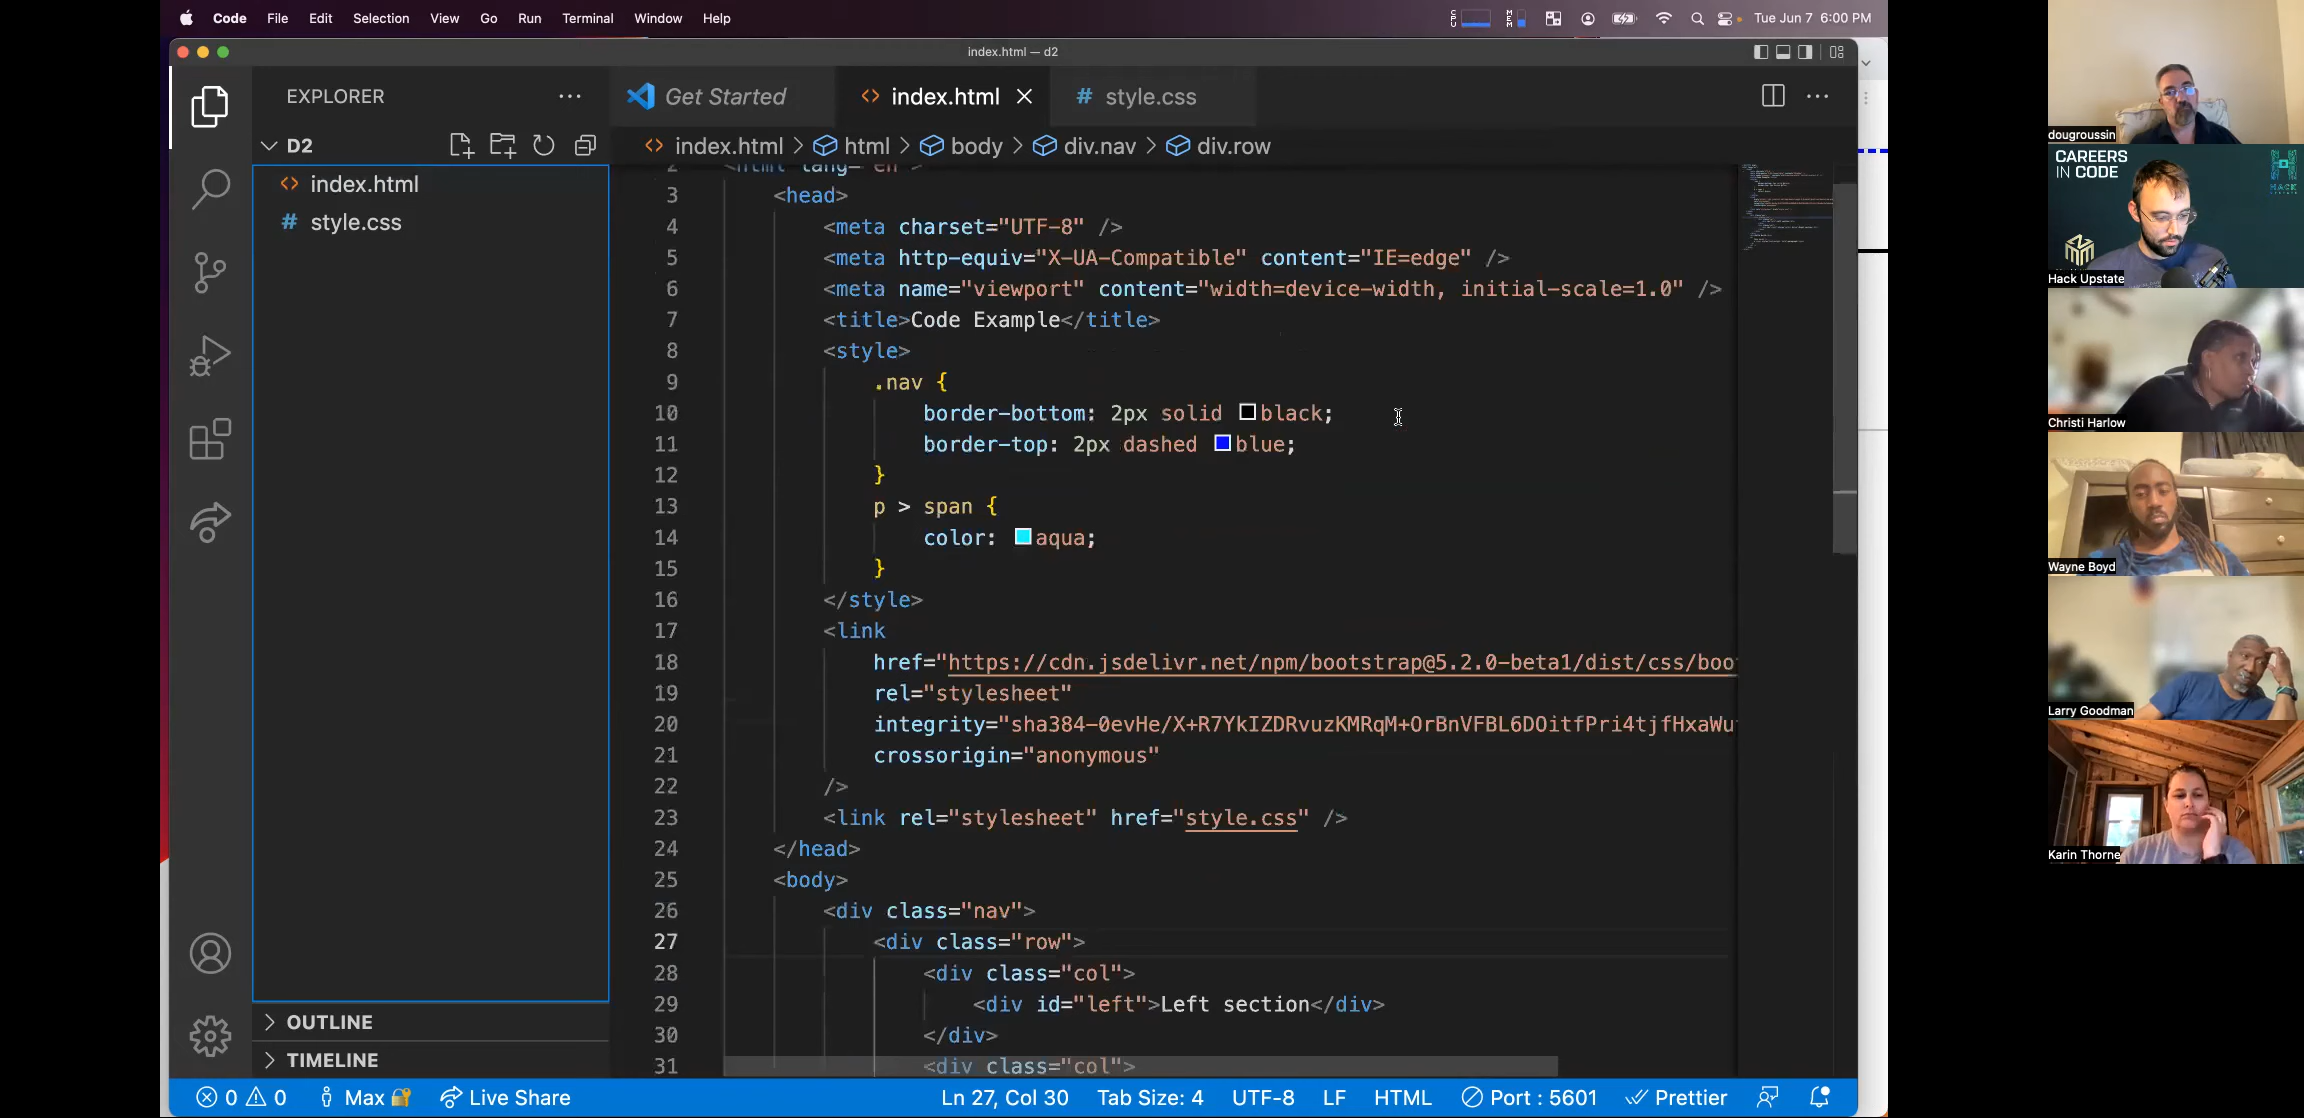 Code File Edit Selection View Go Run Terminal Window Help
CPU MEM Tue Jun 7 6:00 PM
index.html — d2
EXPLORER
D2
index.html
style.css
OUTLINE
TIMELINE
Get Started index.html style.css
index.html > html > body > div.nav > div.row
2 <html lang="en">
3 <head>
4 <meta charset="UTF-8" />
5 <meta http-equiv="X-UA-Compatible" content="IE=edge" />
6 <meta name="viewport" content="width=device-width, initial-scale=1.0" />
7 <title>Code Example</title>
8 <style>
9 .nav {
10 border-bottom: 2px solid black;
11 border-top: 2px dashed blue;
12 }
13 p > span {
14 color: aqua;
15 }
16 </style>
17 <link
18 href="https://cdn.jsdelivr.net/npm/bootstrap@5.2.0-beta1/dist/css/boo
19 rel="stylesheet"
20 integrity="sha384-0evHe/X+R7YkIZDRvuzKMRqM+OrBnVFBL6DOitfPri4tjfHxaWu
21 crossorigin="anonymous"
22 />
23 <link rel="stylesheet" href="style.css" />
24 </head>
25 <body>
26 <div class="nav">
27 <div class="row">
28 <div class="col">
29 <div id="left">Left section</div>
30 </div>
31 <div class="col">
0 0 Max Live Share Ln 27, Col 30 Tab Size: 4 UTF-8 LF HTML Port : 5601 Prettier
dougroussin
CAREERS
IN CODE
HACK
Hack Upstate
Christi Harlow
Wayne Boyd
Larry Goodman
Karin Thorne